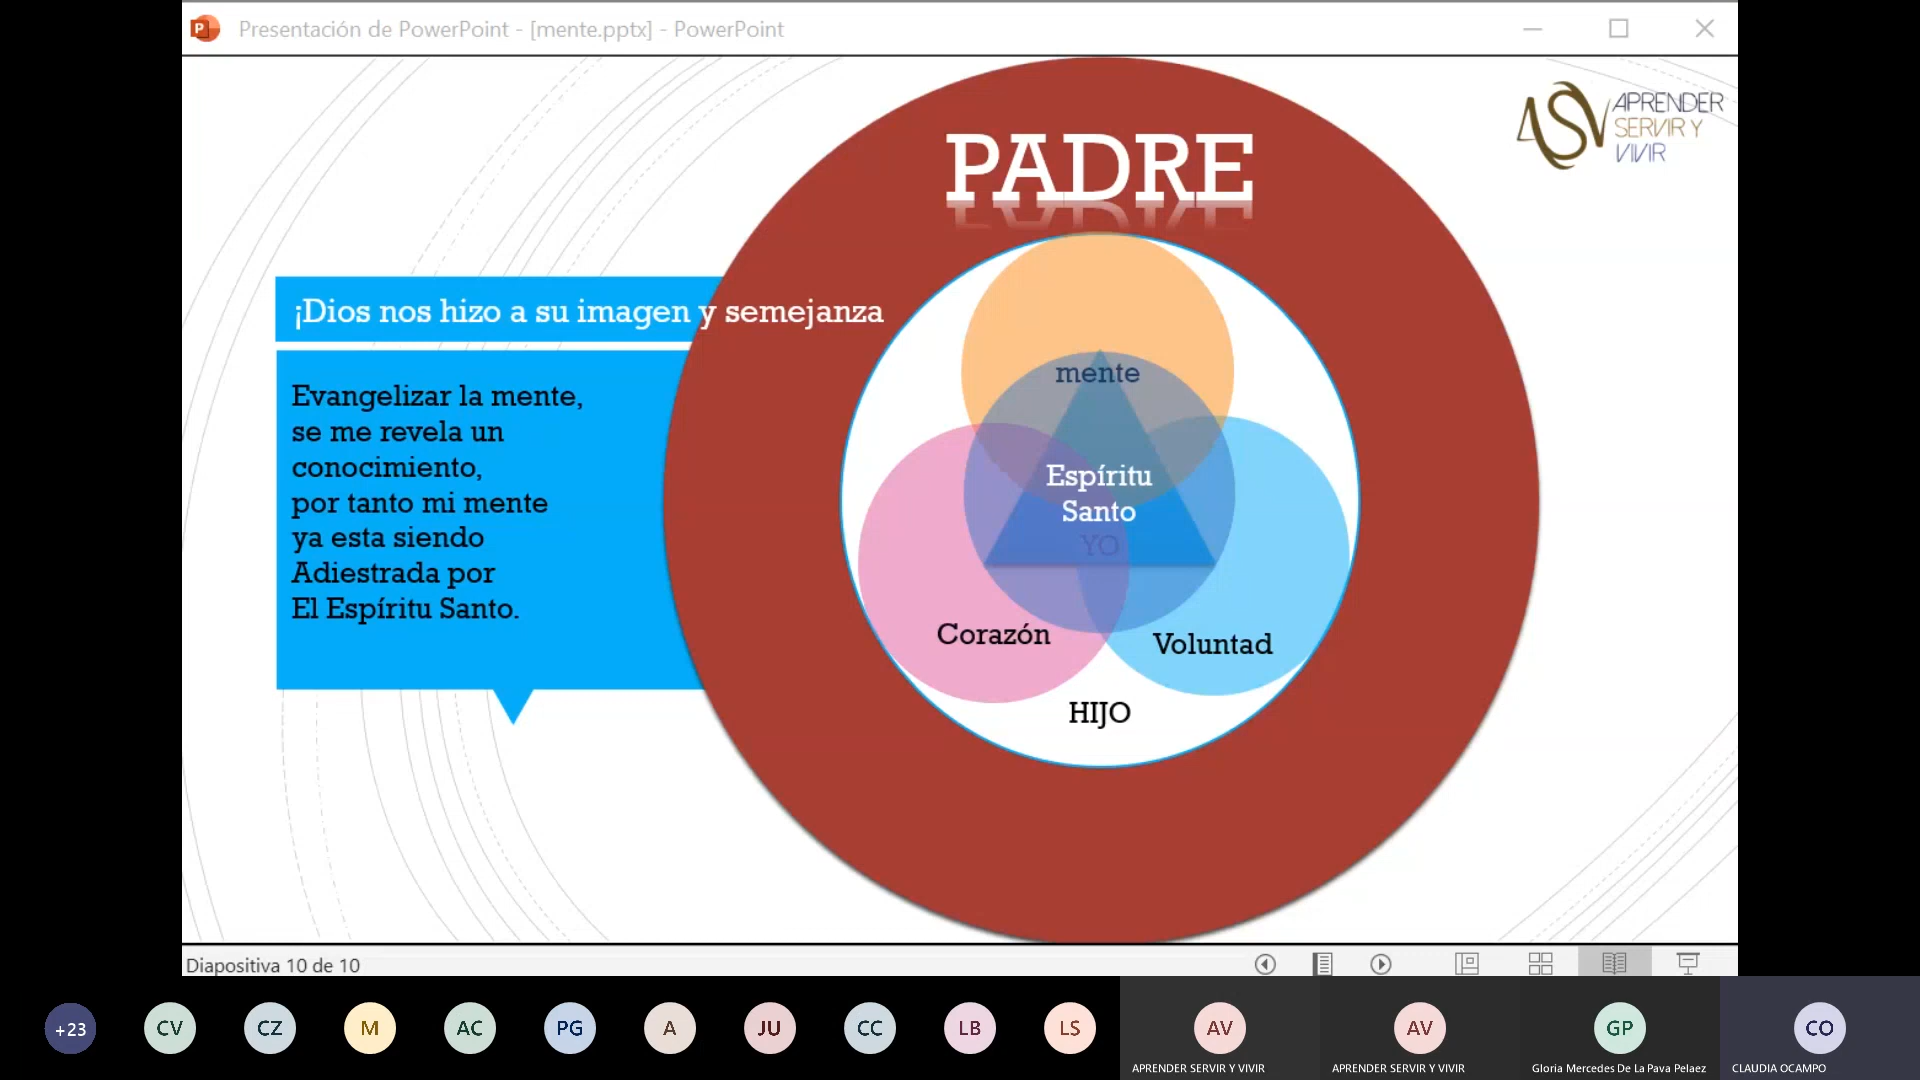 Presentación de PowerPoint - [mente.pptx] - PowerPoint
ASV
APRENDER
SERVIR Y
VIVIR
PADRE
¡Dios nos hizo a su imagen y semejanza
Evangelizar la mente,
se me revela un
conocimiento,
por tanto mi mente
ya esta siendo
Adiestrada por
El Espíritu Santo.
mente
Espíritu
Santo
YO
Corazón
Voluntad
HIJO
Diapositiva 10 de 10
+23
CV
CZ
M
AC
PG
A
JU
CC
LB
LS
AV
APRENDER SERVIR Y VIVIR
AV
APRENDER SERVIR Y VIVIR
GP
Gloria Mercedes De La Pava Pelaez
CO
CLAUDIA OCAMPO